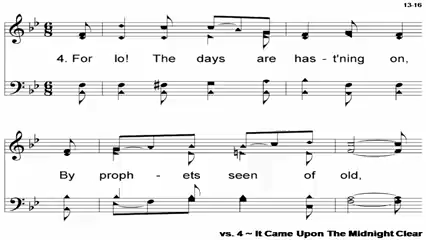 13-16
4. For lo! The days are hast'ning on,
By proph - ets seen of old,
vs. 4 ~ It Came Upon The Midnight Clear